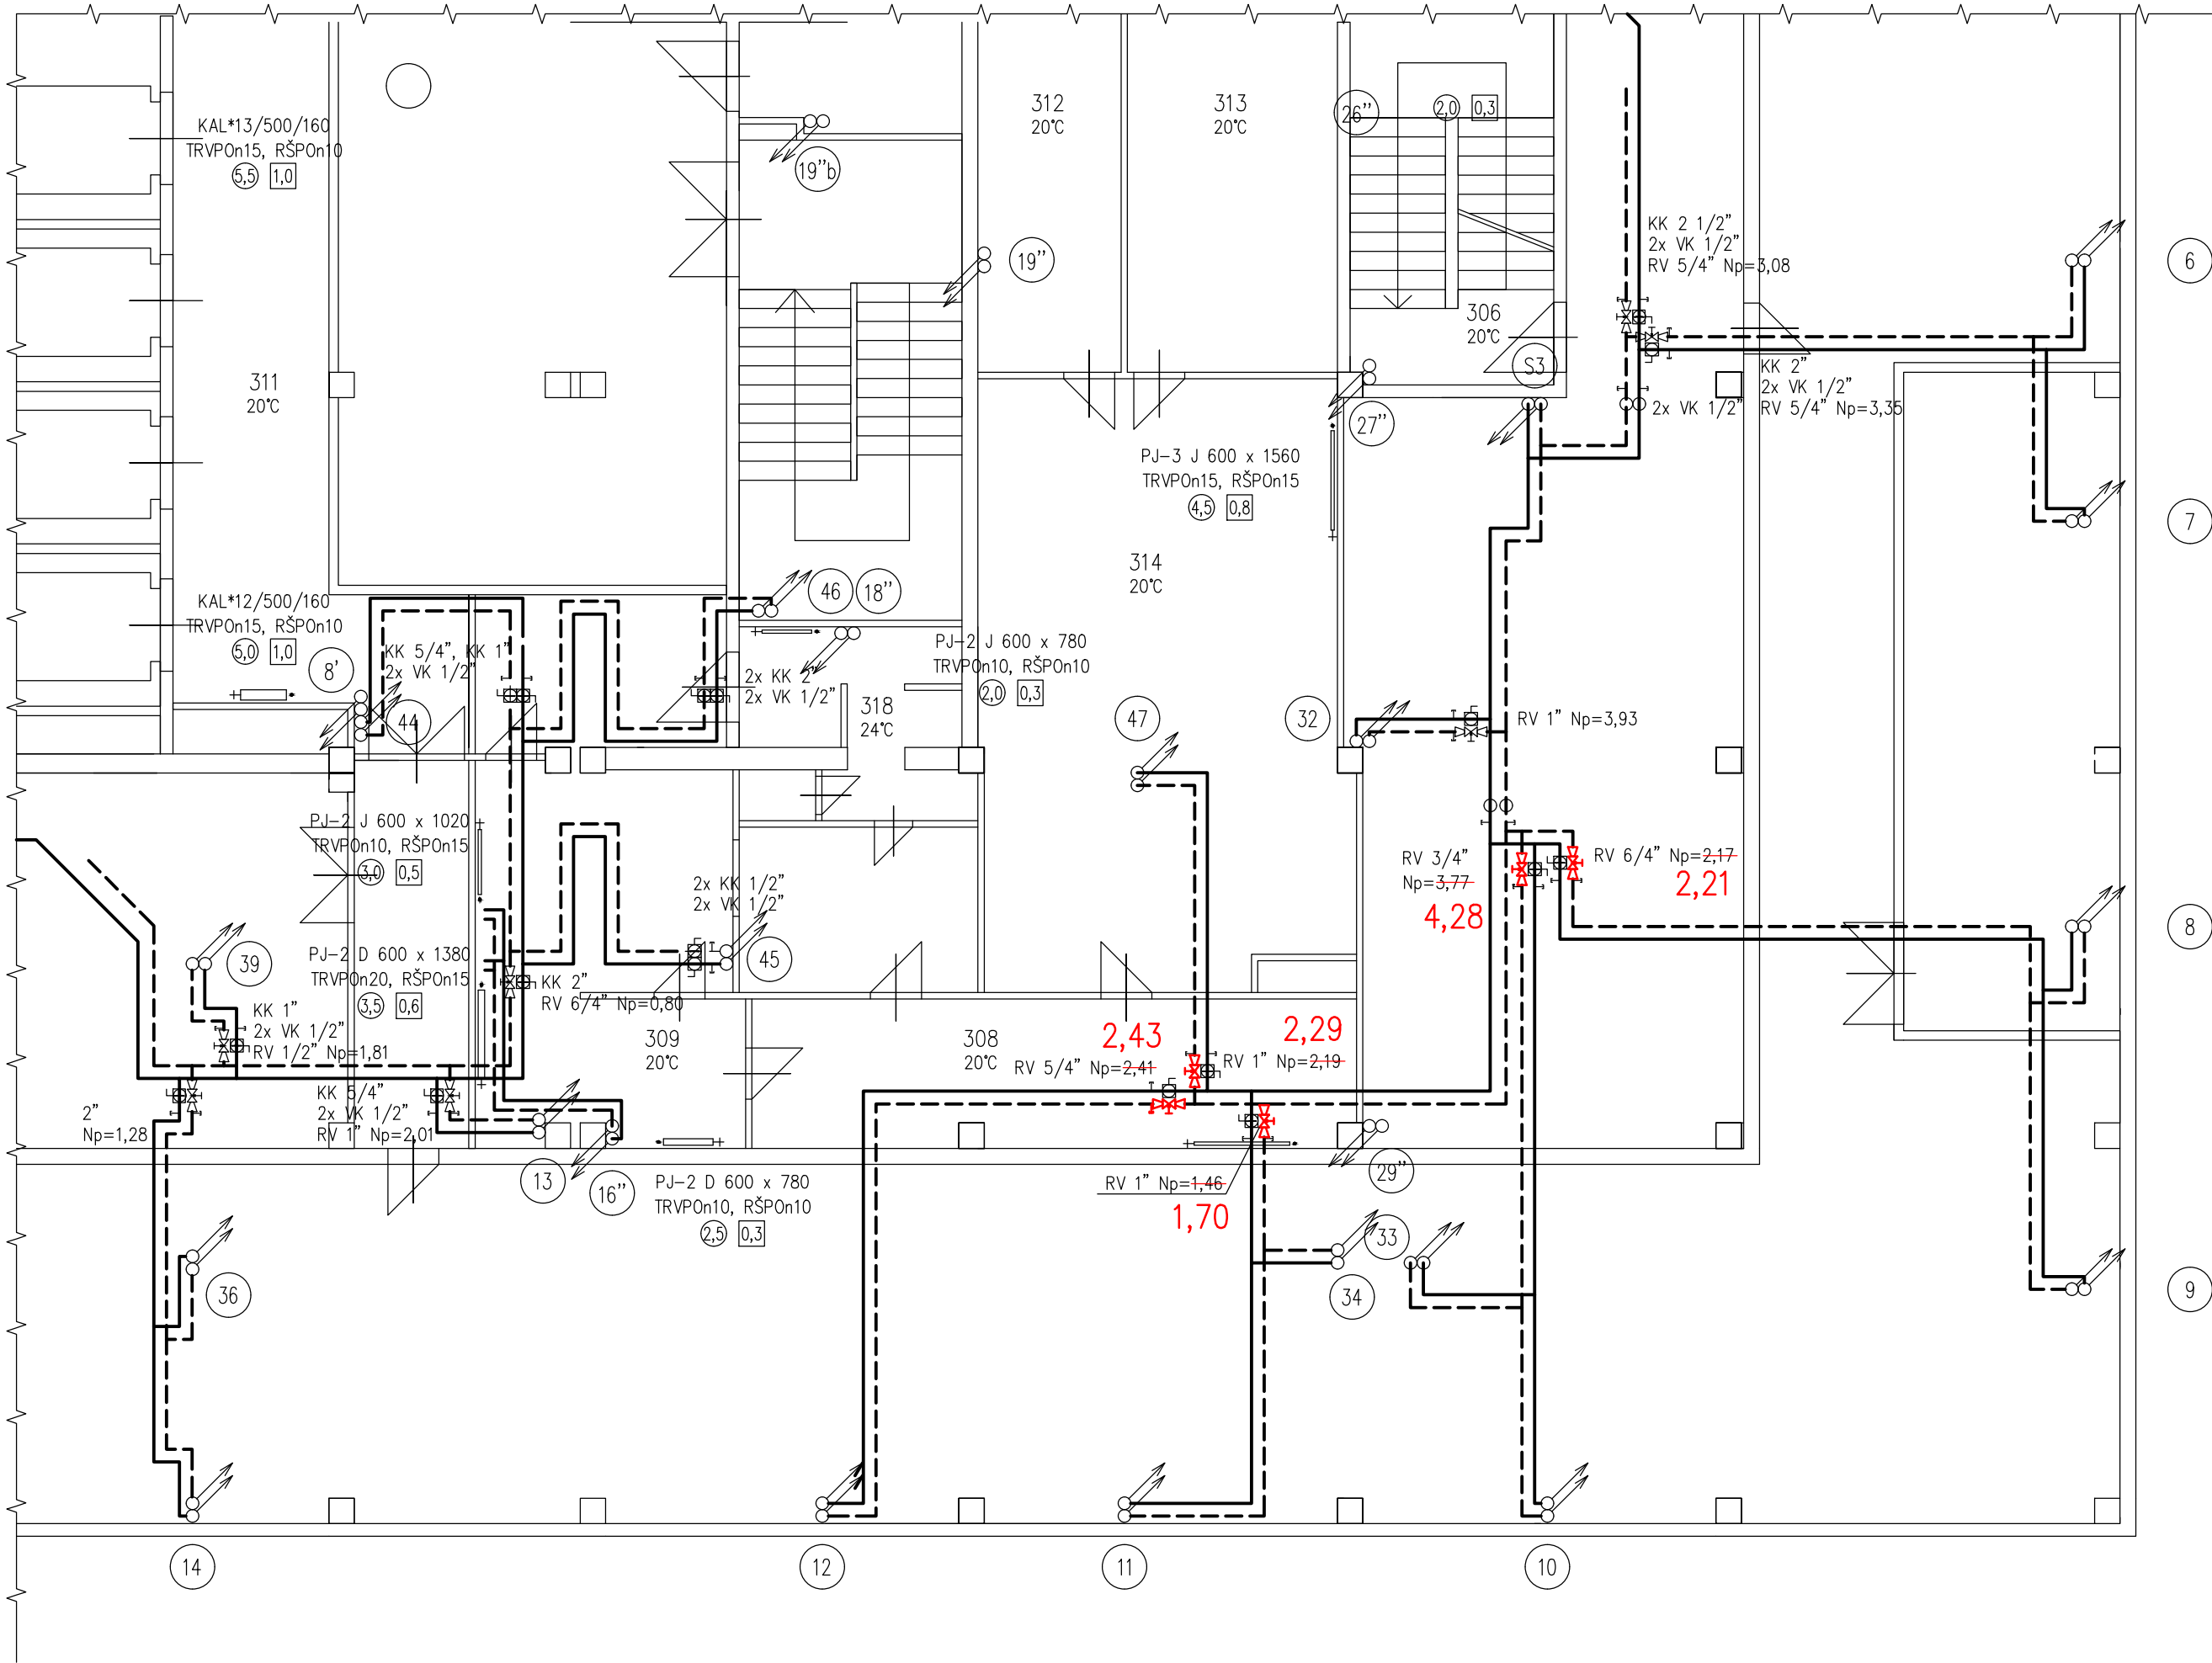 KAL*13/500/160
TRVPOn15, RŠPOn10
5,5 1,0
19"b
312
20°C
313
20°C
26"
2,0 0,3
19"
KK 2 1/2"
2x VK 1/2"
RV 5/4" Np=3,08
6
306
20°C
311
20°C
S3
KK 2"
2x VK 1/2"
RV 5/4" Np=3,35
2x VK 1/2"
27"
PJ-3 J 600 x 1560
TRVPOn15, RŠPOn15
4,5 0,8
7
314
20°C
KAL*12/500/160
TRVPOn15, RŠPOn10
5,0 1,0
46
18"
8'
KK 5/4", KK 1"
2x VK 1/2"
PJ-2 J 600 x 780
TRVPOn10, RŠPOn10
2,0 0,3
2x KK 2"
2x VK 1/2"
318
24°C
44
47
32
RV 1" Np=3,93
PJ-2 J 600 x 1020
TRVPOn10, RŠPOn15
3,0 0,5
RV 3/4"
Np=3,77
4,28
RV 6/4" Np=2,17
2,21
2x KK 1/2"
2x VK 1/2"
8
PJ-2 D 600 x 1380
TRVPOn20, RŠPOn15
3,5 0,6
39
45
KK 2"
RV 6/4" Np=0,80
KK 1"
2x VK 1/2"
RV 1/2" Np=1,81
309
20°C
308
20°C
2,43
RV 5/4" Np=2,41
2,29
RV 1" Np=2,19
2"
Np=1,28
KK 5/4"
2x VK 1/2"
RV 1" Np=2,01
13
16"
PJ-2 D 600 x 780
TRVPOn10, RŠPOn10
2,5 0,3
RV 1" Np=1,46
1,70
29"
33
34
36
9
14
12
11
10